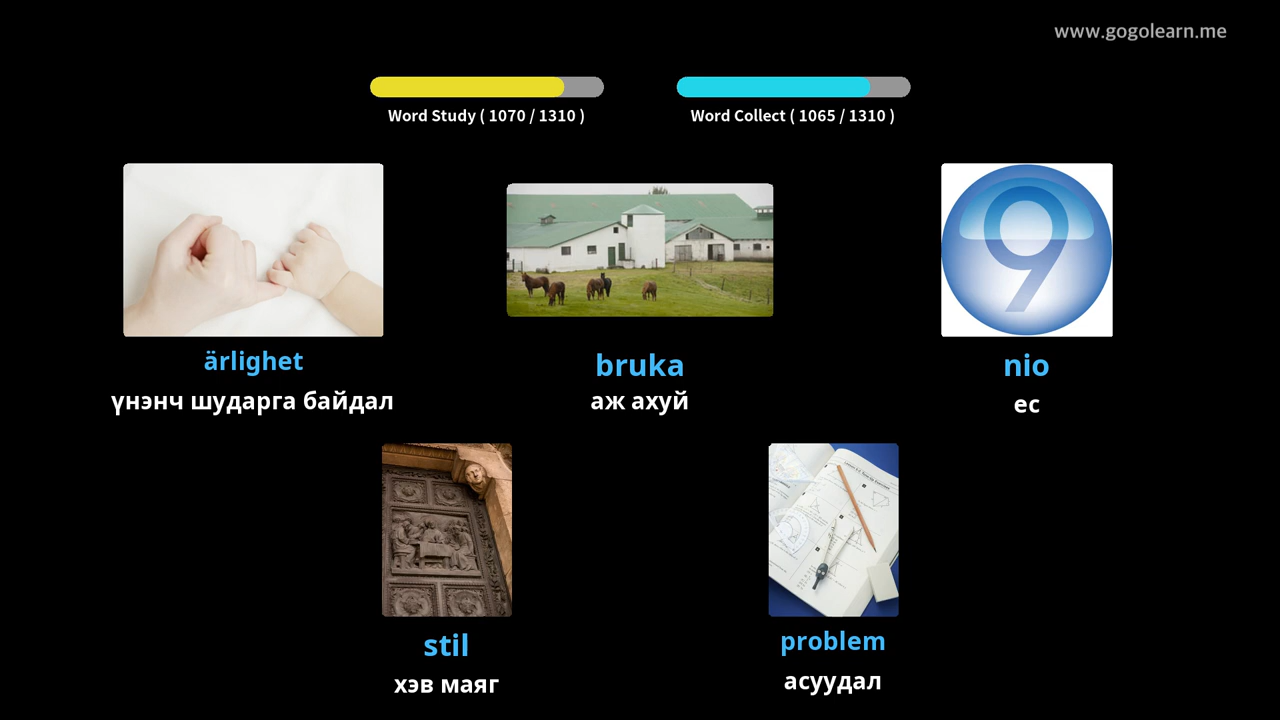 www.gogolearn.me
Word Study ( 1070 / 1310 )
Word Collect ( 1065 / 1310 )
9
ärlighet
үнэнч шударга байдал
bruka
аж ахуй
nio
ес
stil
хэв маяг
problem
асуудал